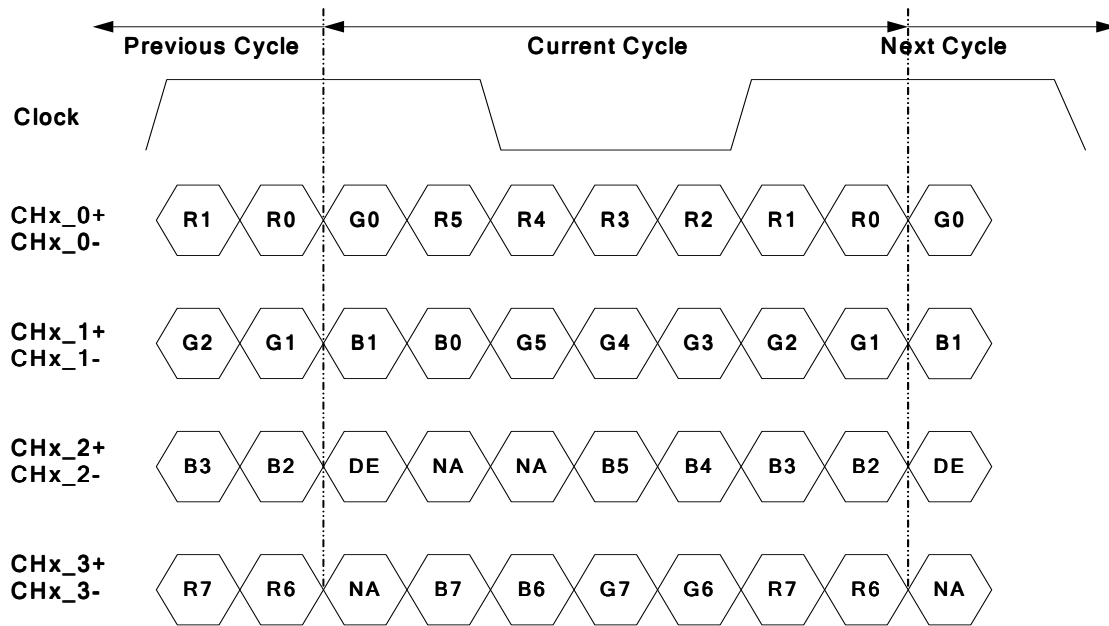 Previous Cycle Current Cycle Next Cycle
Clock
CHx_0+
CHx_0-
R1 R0 G0 R5 R4 R3 R2 R1 R0 G0
CHx_1+
CHx_1-
G2 G1 B1 B0 G5 G4 G3 G2 G1 B1
CHx_2+
CHx_2-
B3 B2 DE NA NA B5 B4 B3 B2 DE
CHx_3+
CHx_3-
R7 R6 NA B7 B6 G7 G6 R7 R6 NA